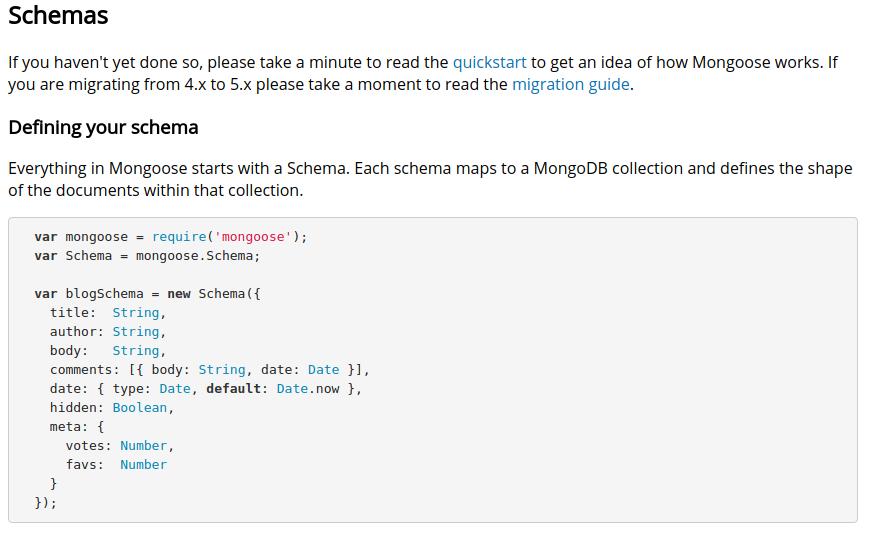 Schemas
If you haven't yet done so, please take a minute to read the quickstart to get an idea of how Mongoose works. If
you are migrating from 4.x to 5.x please take a moment to read the migration guide.
Defining your schema
Everything in Mongoose starts with a Schema. Each schema maps to a MongoDB collection and defines the shape
of the documents within that collection.
var mongoose = require('mongoose');
var Schema = mongoose.Schema;
var blogSchema = new Schema({
  title:  String,
  author: String,
  body:   String,
  comments: [{ body: String, date: Date }],
  date: { type: Date, default: Date.now },
  hidden: Boolean,
  meta: {
    votes: Number,
    favs:  Number
  }
});